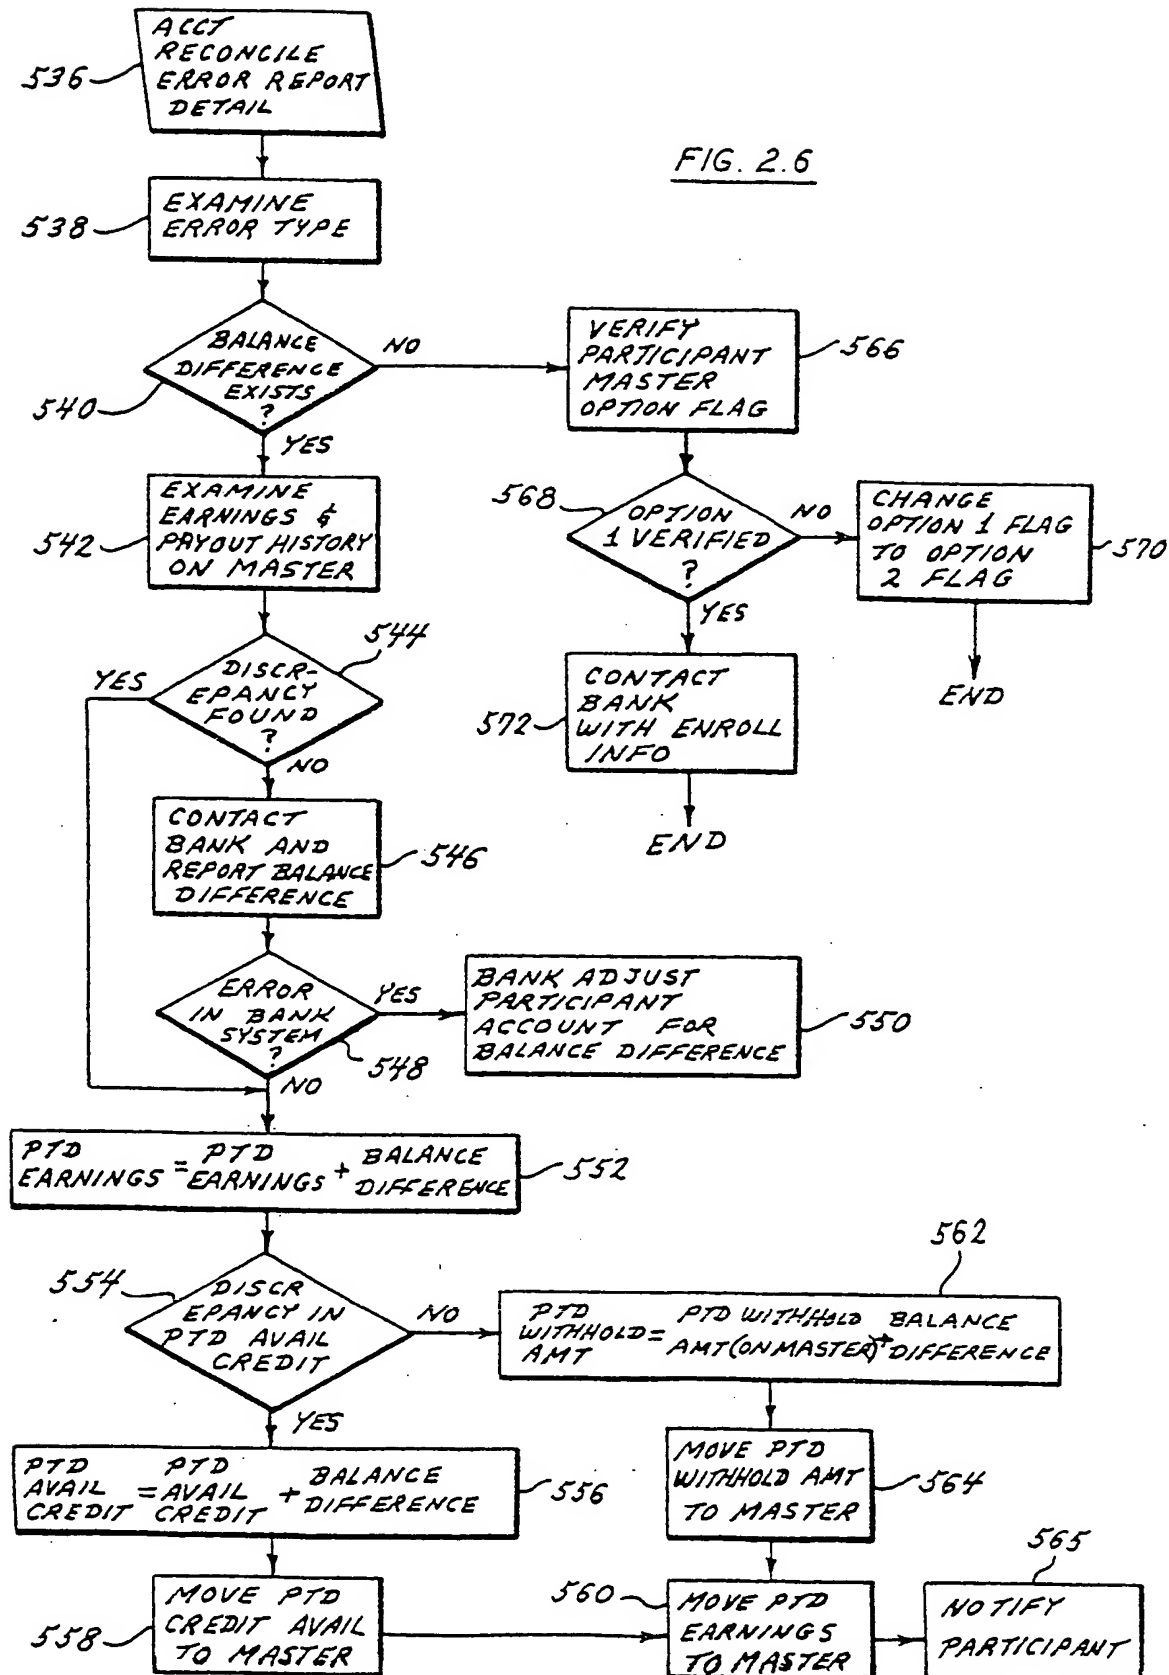 ACCT
RECONCILE
ERROR REPORT
DETAIL
536
FIG. 2.6
EXAMINE
ERROR TYPE
538
BALANCE
DIFFERENCE
EXISTS
?
540
NO
YES
VERIFY
PARTICIPANT
MASTER
OPTION FLAG
566
EXAMINE
EARNINGS &
PAYOUT HISTORY
ON MASTER
542
OPTION
1 VERIFIED
?
568
NO
YES
CHANGE
OPTION 1 FLAG
TO OPTION
2 FLAG
570
END
DISCR-
EPANCY
FOUND
?
544
YES
NO
CONTACT
BANK
WITH ENROLL
INFO
572
END
CONTACT
BANK AND
REPORT BALANCE
DIFFERENCE
546
ERROR
IN BANK
SYSTEM
?
548
YES
NO
BANK ADJUST
PARTICIPANT
ACCOUNT FOR
BALANCE DIFFERENCE
550
PTD PTD BALANCE
EARNINGS = EARNINGS + DIFFERENCE
552
DISCR
EPANCY IN
PTD AVAIL
CREDIT
554
NO
YES
562
PTD PTD WITHHOLD BALANCE
WITHHOLD = AMT (ON MASTER) + DIFFERENCE
AMT
PTD PTD BALANCE
AVAIL = AVAIL + DIFFERENCE
CREDIT CREDIT
556
MOVE PTD
WITHHOLD AMT
TO MASTER
564
MOVE PTD
CREDIT AVAIL
TO MASTER
558
560
MOVE PTD
EARNINGS
TO MASTER
565
NOTIFY
PARTICIPANT